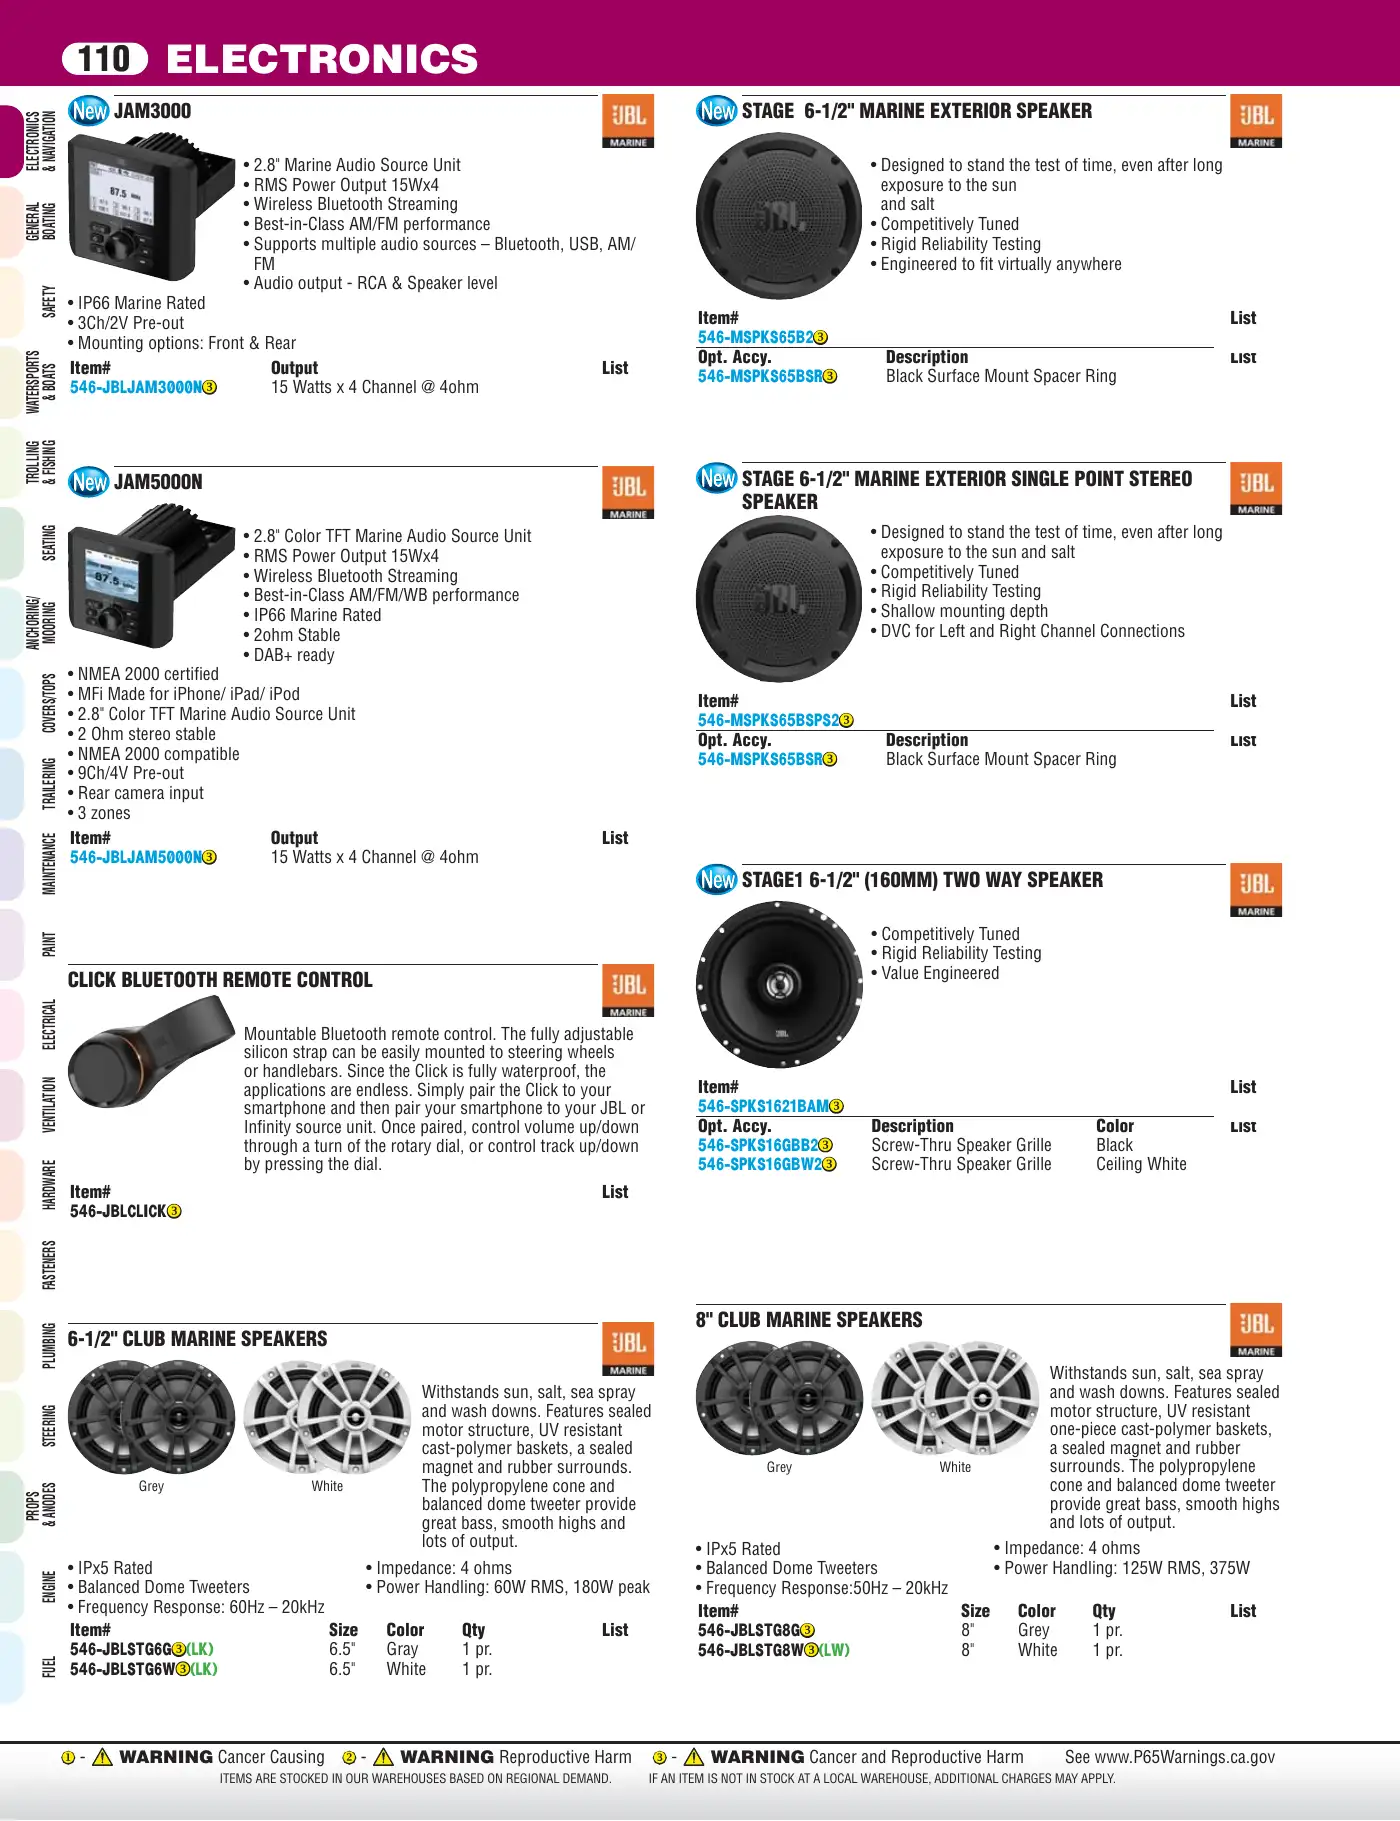 110 ELECTRONICS
ELECTRONICS
& NAVIGATION
GENERAL
BOATING
SAFETY
WATERSPORTS
& BOATS
TROLLING
& FISHING
SEATING
ANCHORING/
MOORING
COVERS/TOPS
TRAILERING
MAINTENANCE
PAINT
ELECTRICAL
VENTILATION
HARDWARE
FASTENERS
PLUMBING
STEERING
PROPS
& ANODES
ENGINE
FUEL
New JAM3000
JBL
MARINE
87.5
• 2.8" Marine Audio Source Unit
• RMS Power Output 15Wx4
• Wireless Bluetooth Streaming
• Best-in-Class AM/FM performance
• Supports multiple audio sources – Bluetooth, USB, AM/
FM
• Audio output - RCA & Speaker level
• IP66 Marine Rated
• 3Ch/2V Pre-out
• Mounting options: Front & Rear
Item# Output List
546-JBLJAM3000N3 15 Watts x 4 Channel @ 4ohm
New JAM5000N
JBL
MARINE
87.5
• 2.8" Color TFT Marine Audio Source Unit
• RMS Power Output 15Wx4
• Wireless Bluetooth Streaming
• Best-in-Class AM/FM/WB performance
• IP66 Marine Rated
• 2ohm Stable
• DAB+ ready
• NMEA 2000 certified
• MFi Made for iPhone/ iPad/ iPod
• 2.8" Color TFT Marine Audio Source Unit
• 2 Ohm stereo stable
• NMEA 2000 compatible
• 9Ch/4V Pre-out
• Rear camera input
• 3 zones
Item# Output List
546-JBLJAM5000N3 15 Watts x 4 Channel @ 4ohm
CLICK BLUETOOTH REMOTE CONTROL
JBL
MARINE
Mountable Bluetooth remote control. The fully adjustable
silicon strap can be easily mounted to steering wheels
or handlebars. Since the Click is fully waterproof, the
applications are endless. Simply pair the Click to your
smartphone and then pair your smartphone to your JBL or
Infinity source unit. Once paired, control volume up/down
through a turn of the rotary dial, or control track up/down
by pressing the dial.
Item# List
546-JBLCLICK3
6-1/2" CLUB MARINE SPEAKERS
JBL
MARINE
Grey White
Withstands sun, salt, sea spray
and wash downs. Features sealed
motor structure, UV resistant
cast-polymer baskets, a sealed
magnet and rubber surrounds.
The polypropylene cone and
balanced dome tweeter provide
great bass, smooth highs and
lots of output.
• IPx5 Rated
• Balanced Dome Tweeters
• Frequency Response: 60Hz – 20kHz
• Impedance: 4 ohms
• Power Handling: 60W RMS, 180W peak
Item# Size Color Qty List
546-JBLSTG6G3(LK) 6.5" Gray 1 pr.
546-JBLSTG6W3(LK) 6.5" White 1 pr.
New STAGE 6-1/2" MARINE EXTERIOR SPEAKER
JBL
MARINE
JBL
• Designed to stand the test of time, even after long
exposure to the sun
and salt
• Competitively Tuned
• Rigid Reliability Testing
• Engineered to fit virtually anywhere
Item# List
546-MSPKS65B23
Opt. Accy. Description List
546-MSPKS65BSR3 Black Surface Mount Spacer Ring
New STAGE 6-1/2" MARINE EXTERIOR SINGLE POINT STEREO
SPEAKER
JBL
MARINE
JBL
• Designed to stand the test of time, even after long
exposure to the sun and salt
• Competitively Tuned
• Rigid Reliability Testing
• Shallow mounting depth
• DVC for Left and Right Channel Connections
Item# List
546-MSPKS65BSPS23
Opt. Accy. Description List
546-MSPKS65BSR3 Black Surface Mount Spacer Ring
New STAGE1 6-1/2" (160MM) TWO WAY SPEAKER
JBL
MARINE
JBL
• Competitively Tuned
• Rigid Reliability Testing
• Value Engineered
Item# List
546-SPKS1621BAM3
Opt. Accy. Description Color List
546-SPKS16GBB23 Screw-Thru Speaker Grille Black
546-SPKS16GBW23 Screw-Thru Speaker Grille Ceiling White
8" CLUB MARINE SPEAKERS
JBL
MARINE
Grey White
Withstands sun, salt, sea spray
and wash downs. Features sealed
motor structure, UV resistant
one-piece cast-polymer baskets,
a sealed magnet and rubber
surrounds. The polypropylene
cone and balanced dome tweeter
provide great bass, smooth highs
and lots of output.
• IPx5 Rated
• Balanced Dome Tweeters
• Frequency Response:50Hz – 20kHz
• Impedance: 4 ohms
• Power Handling: 125W RMS, 375W
Item# Size Color Qty List
546-JBLSTG8G3 8" Grey 1 pr.
546-JBLSTG8W3(LW) 8" White 1 pr.
1 - WARNING Cancer Causing 2 - WARNING Reproductive Harm 3 - WARNING Cancer and Reproductive Harm See www.P65Warnings.ca.gov
ITEMS ARE STOCKED IN OUR WAREHOUSES BASED ON REGIONAL DEMAND. IF AN ITEM IS NOT IN STOCK AT A LOCAL WAREHOUSE, ADDITIONAL CHARGES MAY APPLY.